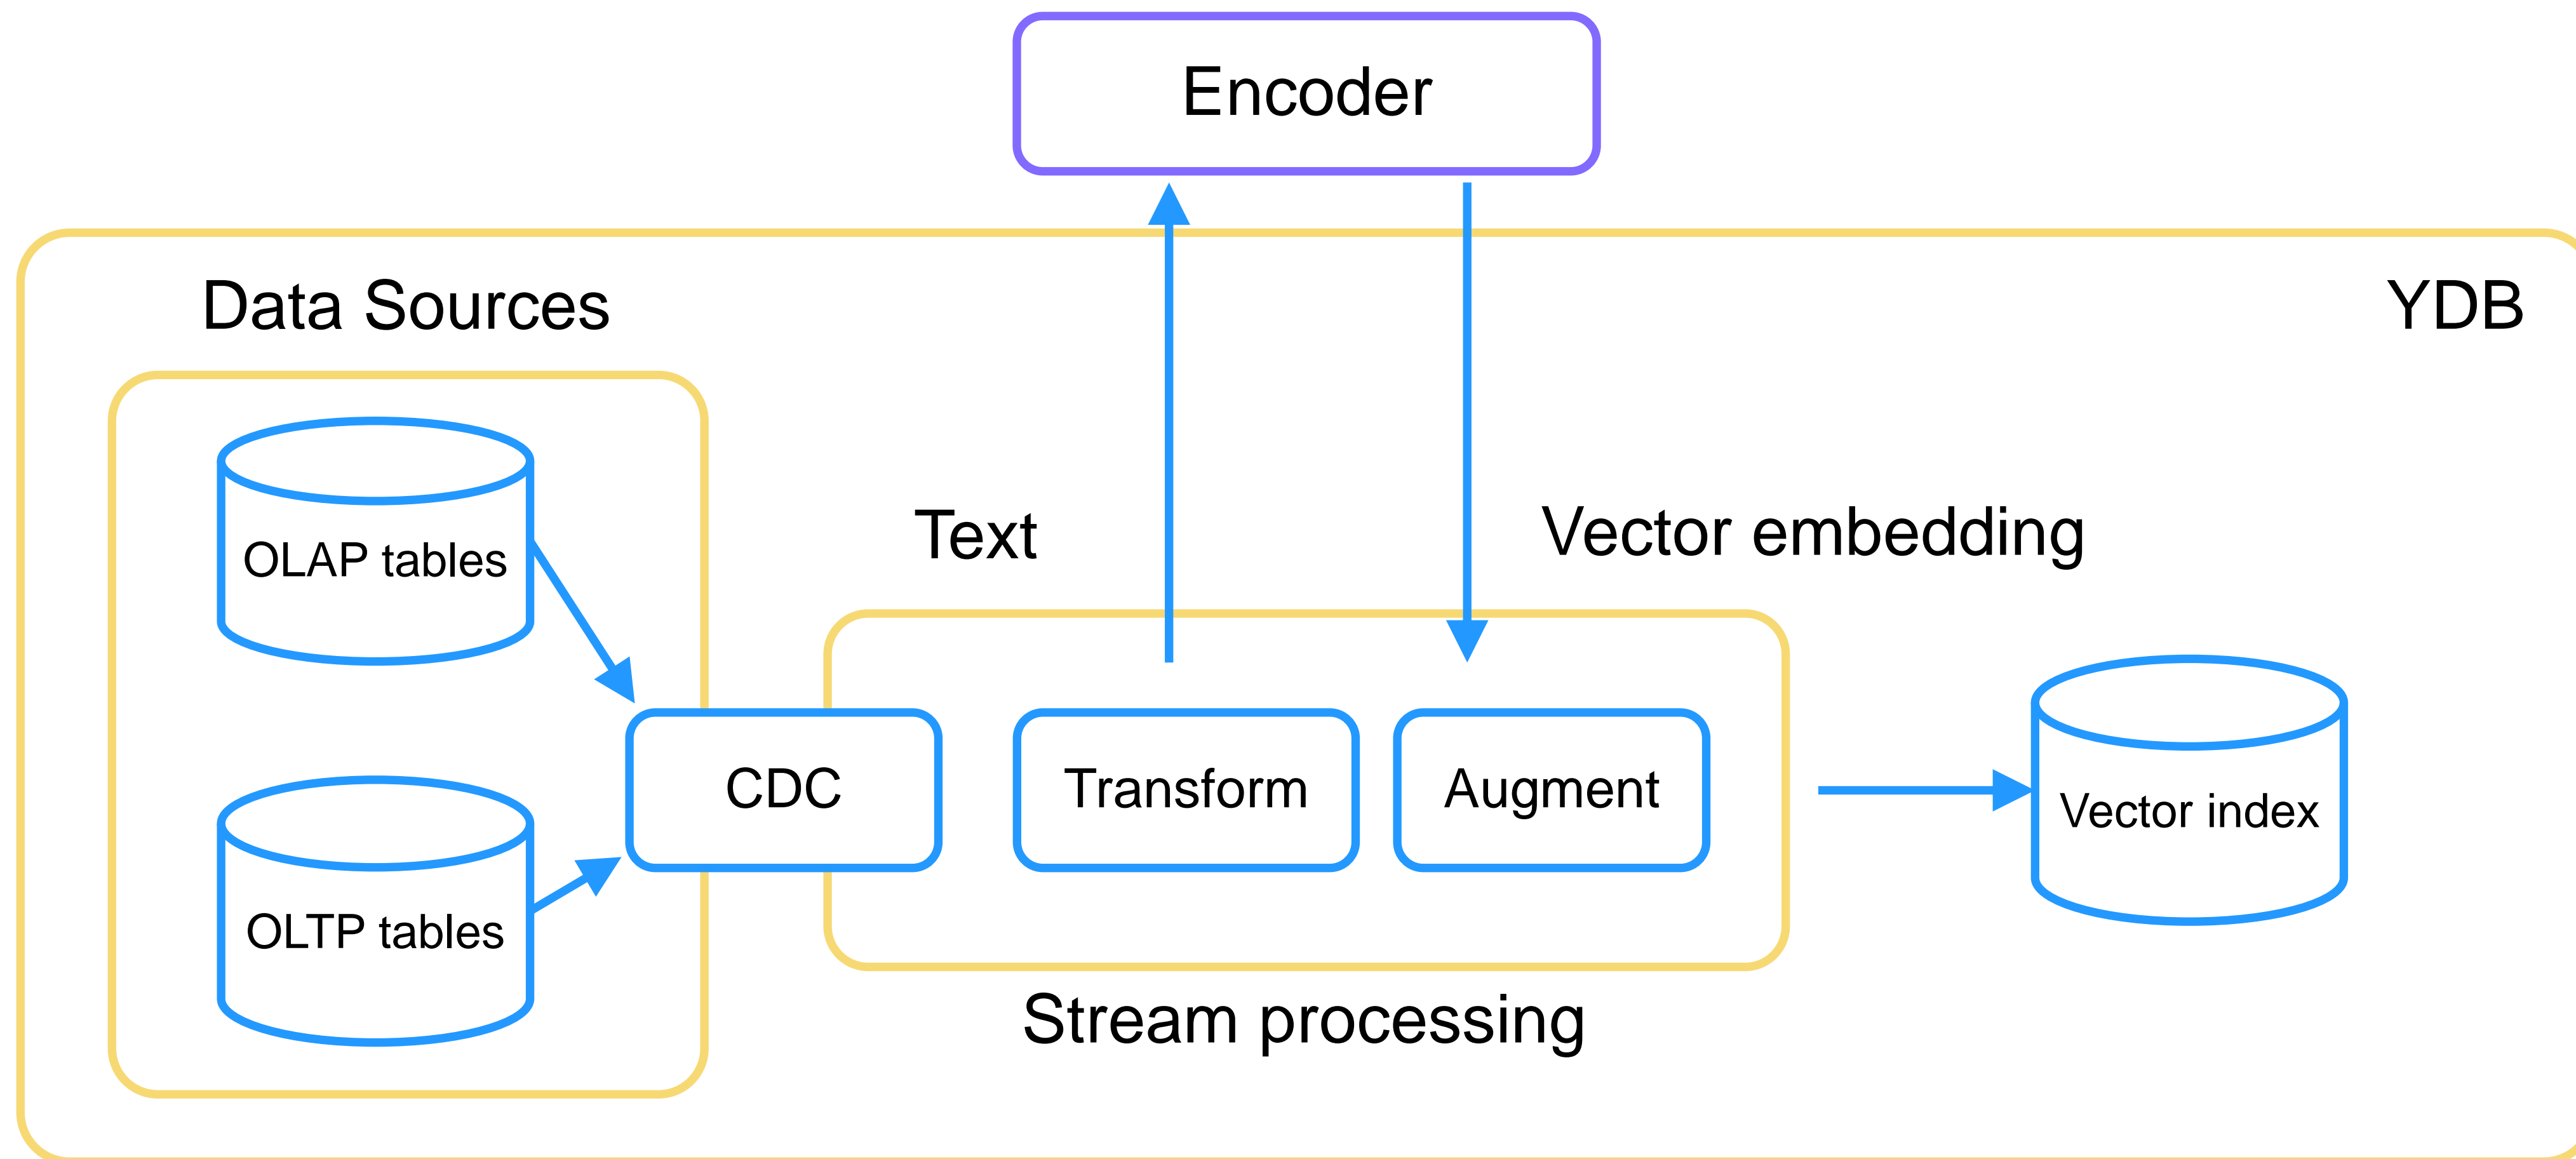 Encoder
Data Sources
YDB
OLAP tables
Text
Vector embedding
CDC
Transform
Augment
Vector index
OLTP tables
Stream processing